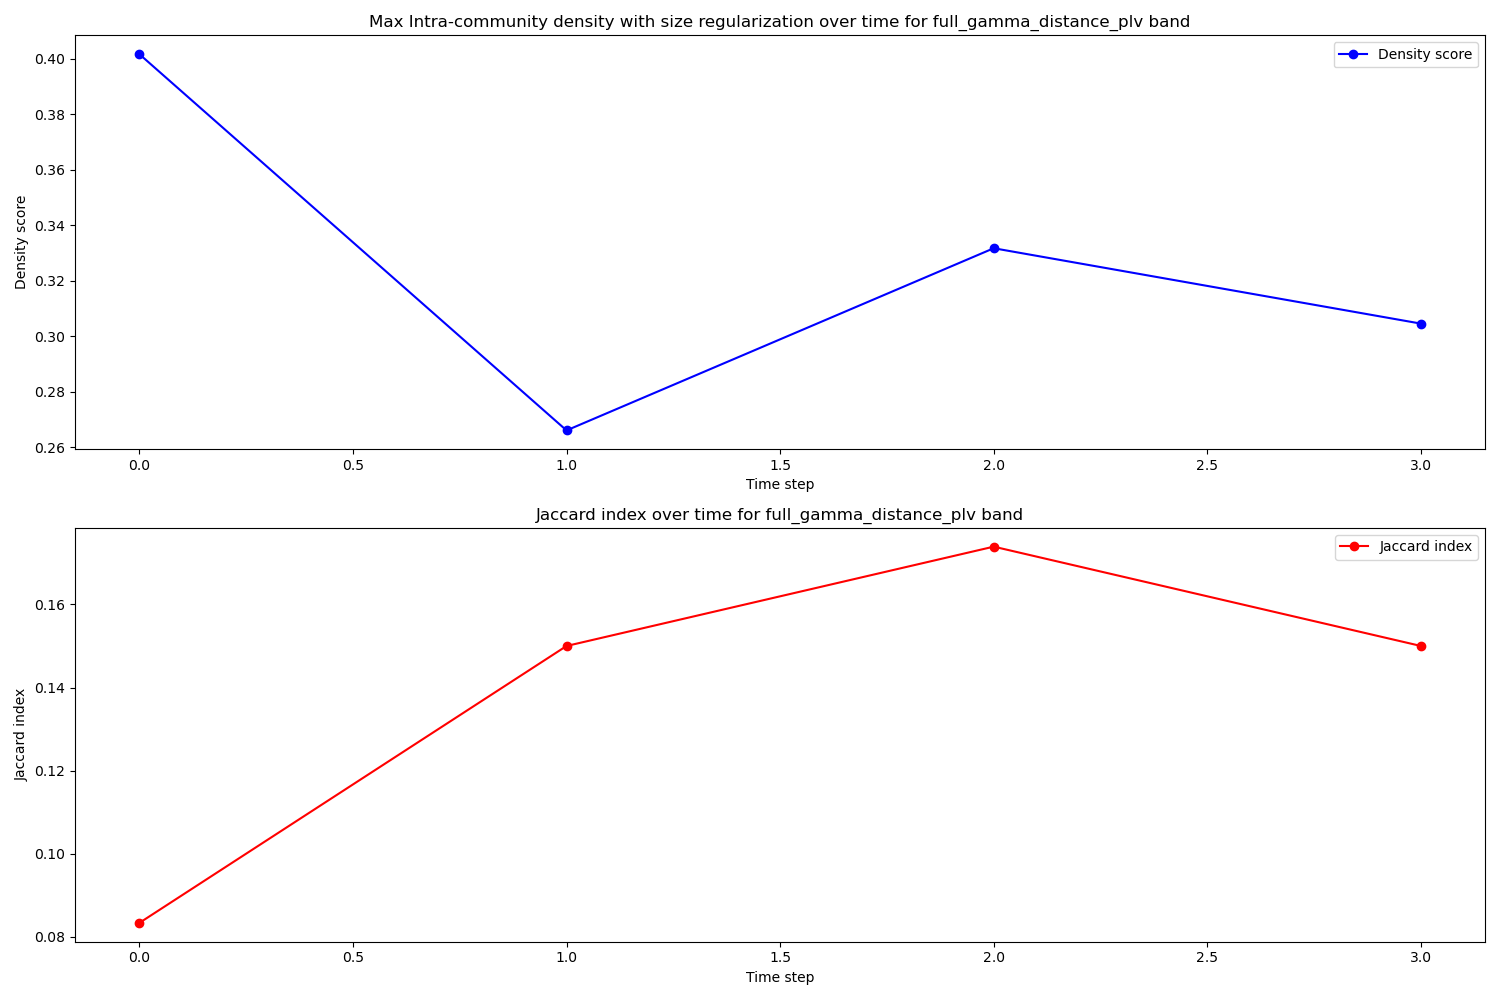 Max Intra-community density with size regularization over time for full_gamma_distance_plv band
Density score
0.40
0.38
0.36
0.34
0.32
0.30
0.28
0.26
Density score
0.0 0.5 1.0 1.5 2.0 2.5 3.0
Time step
Jaccard index over time for full_gamma_distance_plv band
Jaccard index
0.16
0.14
0.12
0.10
0.08
Jaccard index
0.0 0.5 1.0 1.5 2.0 2.5 3.0
Time step